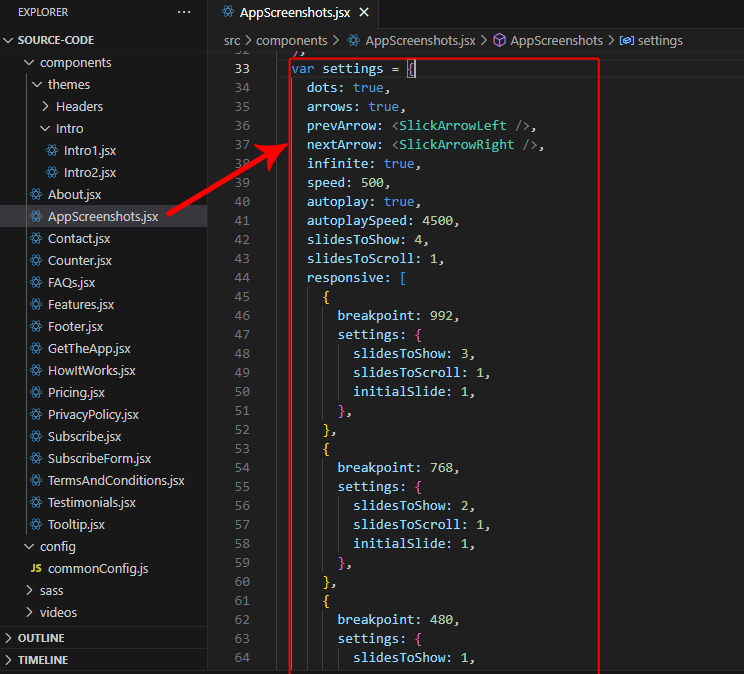 EXPLORER
···
SOURCE-CODE
components
themes
Headers
Intro
Intro1.jsx
Intro2.jsx
About.jsx
AppScreenshots.jsx
Contact.jsx
Counter.jsx
FAQs.jsx
Features.jsx
Footer.jsx
GetTheApp.jsx
HowItWorks.jsx
Pricing.jsx
PrivacyPolicy.jsx
Subscribe.jsx
SubscribeForm.jsx
TermsAndConditions.jsx
Testimonials.jsx
Tooltip.jsx
config
JS commonConfig.js
sass
videos
OUTLINE
TIMELINE
AppScreenshots.jsx ×
src > components > AppScreenshots.jsx > AppScreenshots > settings
32 };
33 var settings = {
34 dots: true,
35 arrows: true,
36 prevArrow: <SlickArrowLeft />,
37 nextArrow: <SlickArrowRight />,
38 infinite: true,
39 speed: 500,
40 autoplay: true,
41 autoplaySpeed: 4500,
42 slidesToShow: 4,
43 slidesToScroll: 1,
44 responsive: [
45 {
46 breakpoint: 992,
47 settings: {
48 slidesToShow: 3,
49 slidesToScroll: 1,
50 initialSlide: 1,
51 },
52 },
53 {
54 breakpoint: 768,
55 settings: {
56 slidesToShow: 2,
57 slidesToScroll: 1,
58 initialSlide: 1,
59 },
60 },
61 {
62 breakpoint: 480,
63 settings: {
64 slidesToShow: 1,